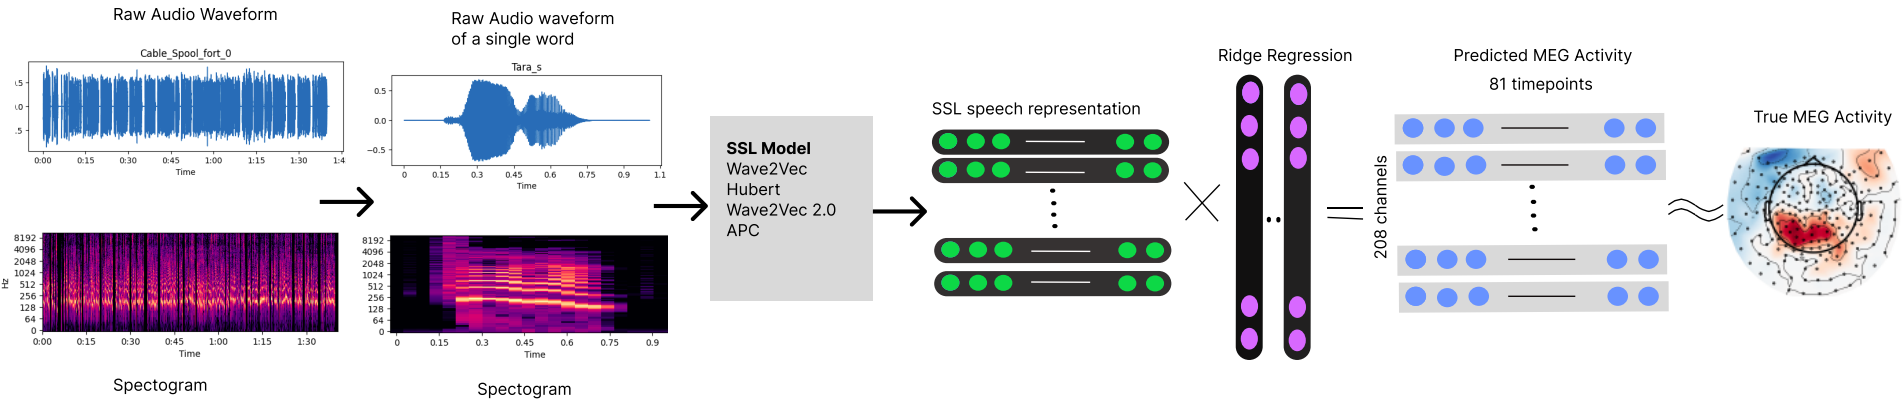 Raw Audio Waveform
Cable_Spool_fort_0
.5
.0
.5
0:00 0:15 0:30 0:45 1:00 1:15 1:30 1:4
Time
8192
4096
2048
1024
512
256
128
64
0
Hz
0:00 0:15 0:30 0:45 1:00 1:15 1:30
Time
Spectogram
Raw Audio waveform
of a single word
Tara_s
0.5
0.0
−0.5
0 0.15 0.3 0.45 0.6 0.75 0.9 1.1
Time
8192
4096
2048
1024
512
256
128
64
0
0 0.15 0.3 0.45 0.6 0.75 0.9
Time
Spectogram
SSL Model
Wave2Vec
Hubert
Wave2Vec 2.0
APC
SSL speech representation
Ridge Regression
Predicted MEG Activity
81 timepoints
208 channels
True MEG Activity